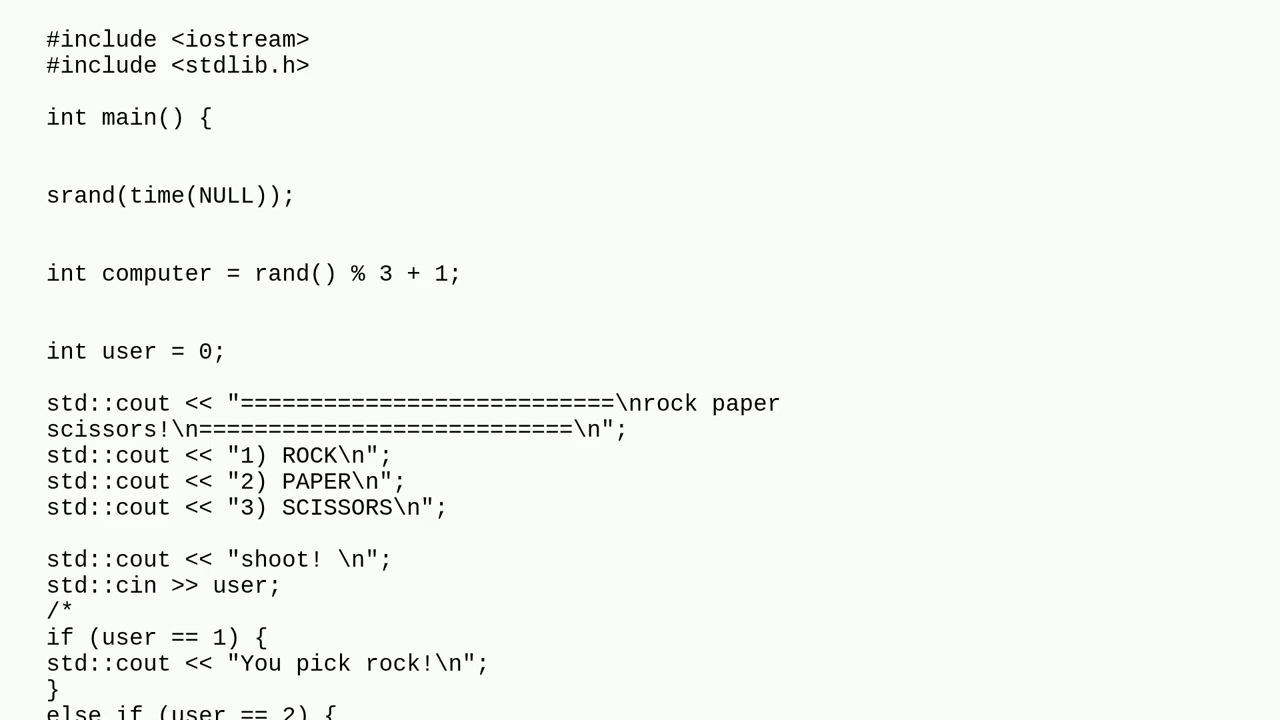 #include <iostream>
#include <stdlib.h>
int main() {
srand(time(NULL));
int computer = rand() % 3 + 1;
int user = 0;
std::cout << "===========================\nrock paper
scissors!\n===========================\n";
std::cout << "1) ROCK\n";
std::cout << "2) PAPER\n";
std::cout << "3) SCISSORS\n";
std::cout << "shoot! \n";
std::cin >> user;
/*
if (user == 1) {
std::cout << "You pick rock!\n";
}
else if (user == 2) {